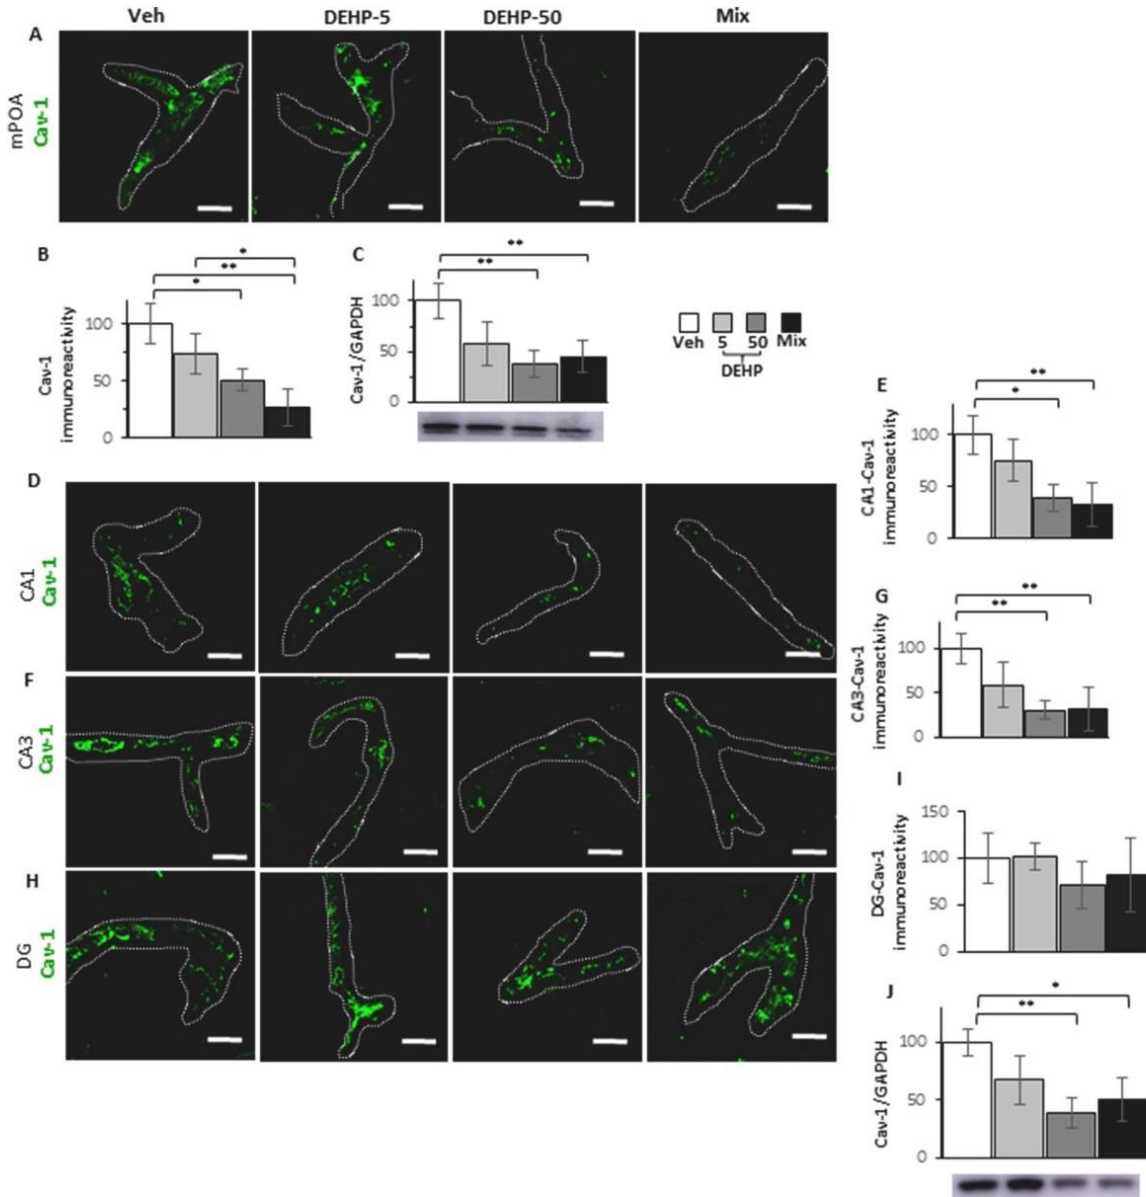 Veh DEHP-5 DEHP-50 Mix
A
mPOA
Cav-1
B
Cav-1
immunoreactivity
100
50
0
*
**
*
C
Cav-1/GAPDH
100
50
0
**
**
Veh 5 50 Mix
DEHP
D
CA1
Cav-1
E
CA1-Cav-1
immunoreactivity
100
50
0
**
*
F
CA3
Cav-1
G
CA3-Cav-1
immunoreactivity
100
50
0
**
**
H
DG
Cav-1
I
DG-Cav-1
immunoreactivity
150
100
50
0
J
Cav-1/GAPDH
100
50
0
*
**